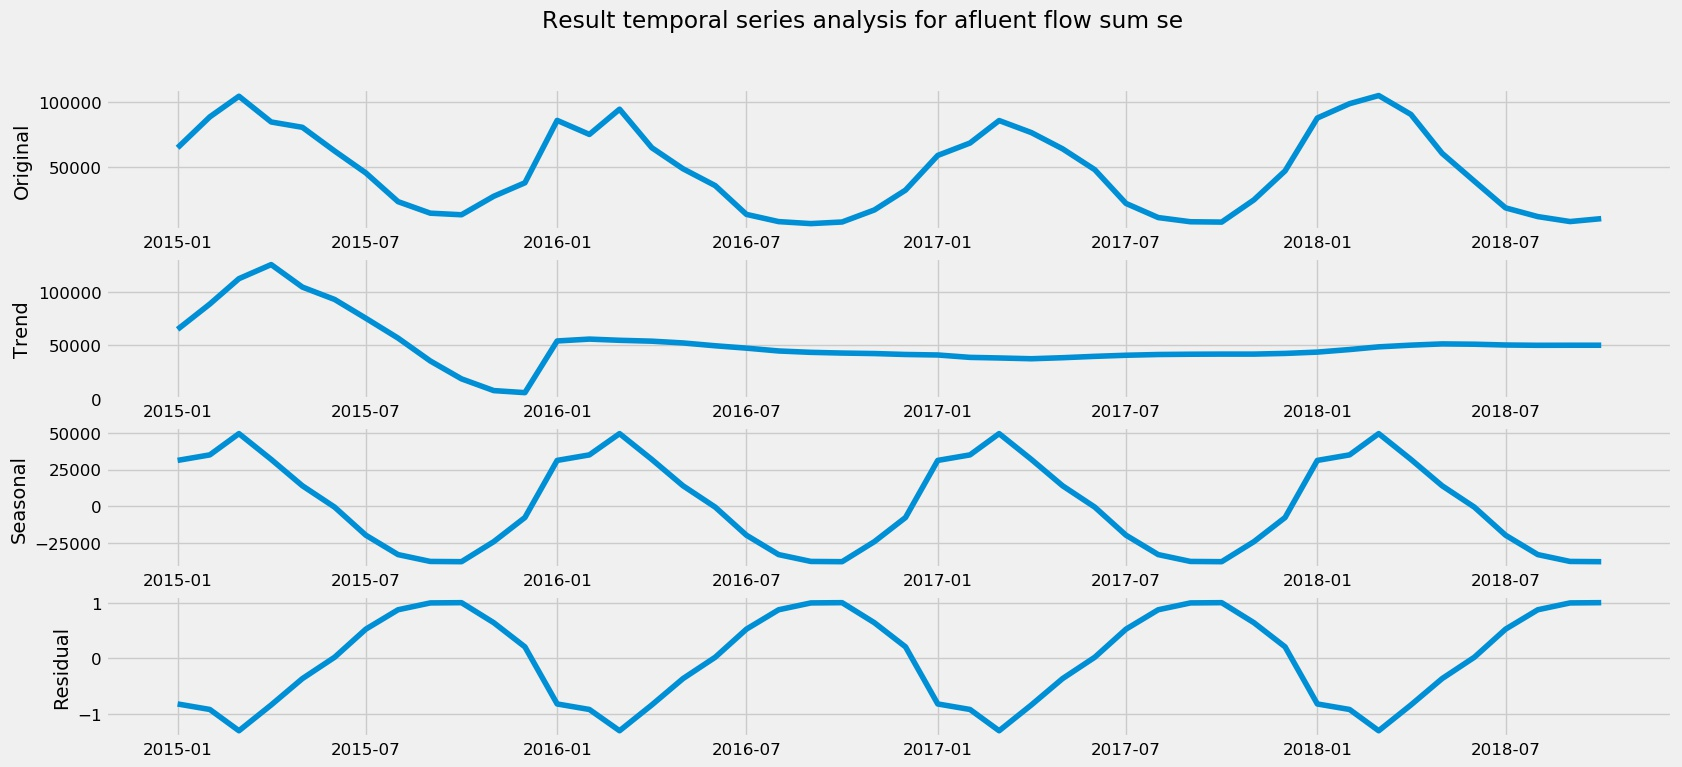 Result temporal series analysis for afluent flow sum se
Original
100000
50000
2015-01 2015-07 2016-01 2016-07 2017-01 2017-07 2018-01 2018-07
Trend
100000
50000
0
2015-01 2015-07 2016-01 2016-07 2017-01 2017-07 2018-01 2018-07
Seasonal
50000
25000
0
−25000
2015-01 2015-07 2016-01 2016-07 2017-01 2017-07 2018-01 2018-07
Residual
1
0
−1
2015-01 2015-07 2016-01 2016-07 2017-01 2017-07 2018-01 2018-07